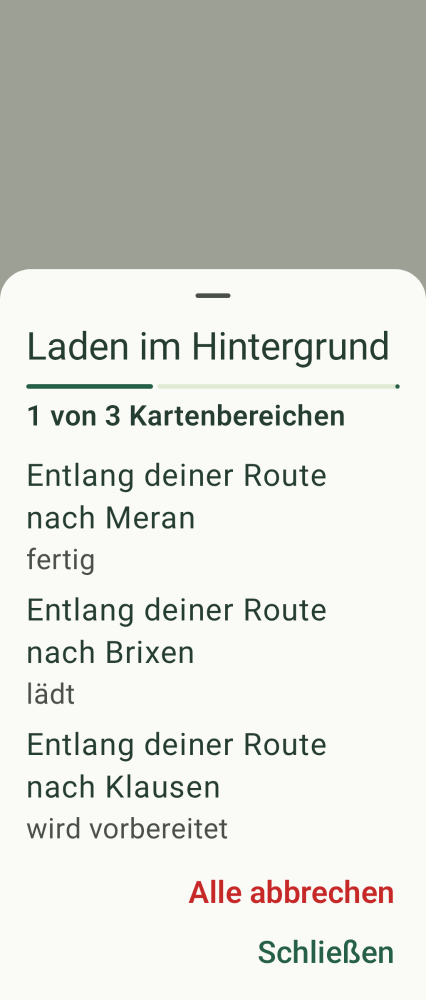 Laden im Hintergrund
1 von 3 Kartenbereichen
Entlang deiner Route
nach Meran
fertig
Entlang deiner Route
nach Brixen
lädt
Entlang deiner Route
nach Klausen
wird vorbereitet
Alle abbrechen
Schließen